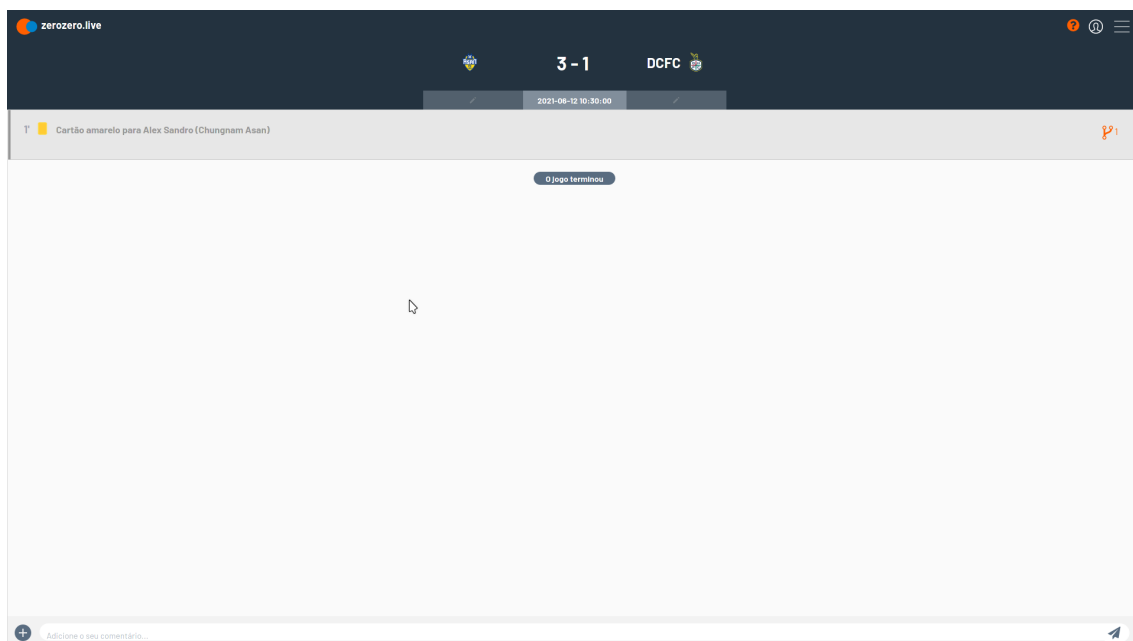 zerozero.live
?
3 - 1 DCFC
2021-06-12 10:30:00
1' Cartão amarelo para Alex Sandro (Chungnam Asan) 1
O jogo terminou
Adicione o seu comentário...